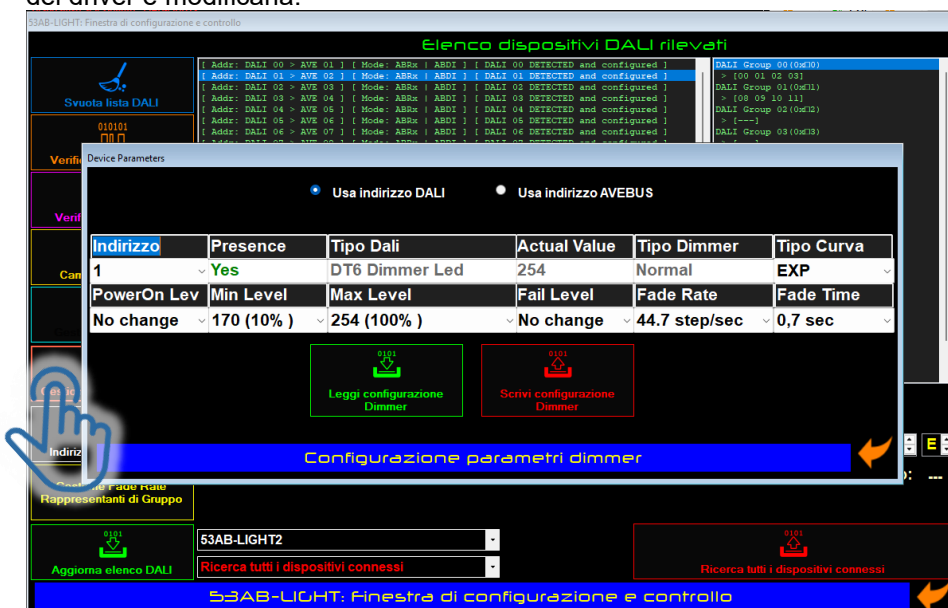 dei driver e modificarla.
53AB-LIGHT: Finestra di configurazione e controllo
Elenco dispositivi DALI rilevati
Svuota lista DALI
[ Addr: DALI 00 > AVE 01 ] [ Mode: ABRx | ABDI ] [ DALI 00 DETECTED and configured ]
[ Addr: DALI 01 > AVE 02 ] [ Mode: ABRx | ABDI ] [ DALI 01 DETECTED and configured ]
[ Addr: DALI 02 > AVE 03 ] [ Mode: ABRx | ABDI ] [ DALI 02 DETECTED and configured ]
[ Addr: DALI 03 > AVE 04 ] [ Mode: ABRx | ABDI ] [ DALI 03 DETECTED and configured ]
[ Addr: DALI 04 > AVE 05 ] [ Mode: ABRx | ABDI ] [ DALI 04 DETECTED and configured ]
[ Addr: DALI 05 > AVE 06 ] [ Mode: ABRx | ABDI ] [ DALI 05 DETECTED and configured ]
[ Addr: DALI 06 > AVE 07 ] [ Mode: ABRx | ABDI ] [ DALI 06 DETECTED and configured ]
DALI Group 00(0xE10)
> [00 01 02 03]
DALI Group 01(0xE11)
> [08 09 10 11]
DALI Group 02(0xE12)
> [---]
DALI Group 03(0xE13)
010101
Device Parameters
Usa indirizzo DALI
Usa indirizzo AVEBUS
Indirizzo Presence Tipo Dali Actual Value Tipo Dimmer Tipo Curva
1 Yes DT6 Dimmer Led 254 Normal EXP
PowerOn Lev Min Level Max Level Fail Level Fade Rate Fade Time
No change 170 (10% ) 254 (100% ) No change 44.7 step/sec 0,7 sec
0101
Leggi configurazione
Dimmer
0101
Scrivi configurazione
Dimmer
Configurazione parametri dimmer
E
---
Fade Rate
Rappresentanti di Gruppo
0101
Aggiorna elenco DALI
53AB-LIGHT2
Ricerca tutti i dispositivi connessi
0101
Ricerca tutti i dispositivi connessi
53AB-LIGHT: Finestra di configurazione e controllo